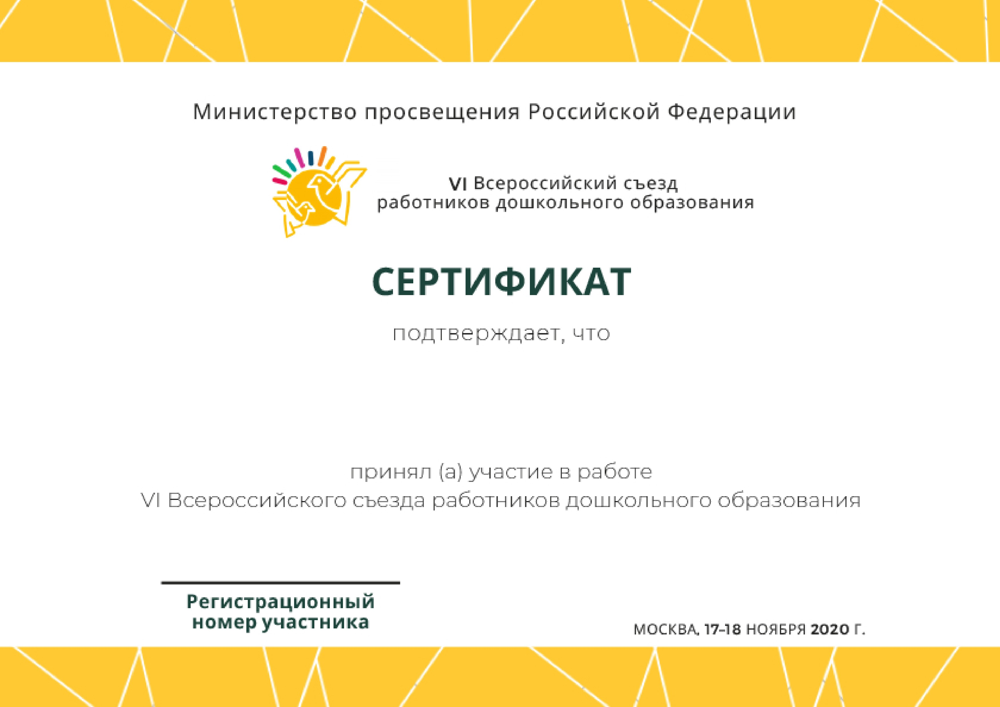 Министерство просвещения Российской Федерации
VI Всероссийский съезд
работников дошкольного образования
СЕРТИФИКАТ
подтверждает, что
принял (а) участие в работе
VI Всероссийского съезда работников дошкольного образования
Регистрационный
номер участника
МОСКВА, 17-18 НОЯБРЯ 2020 Г.